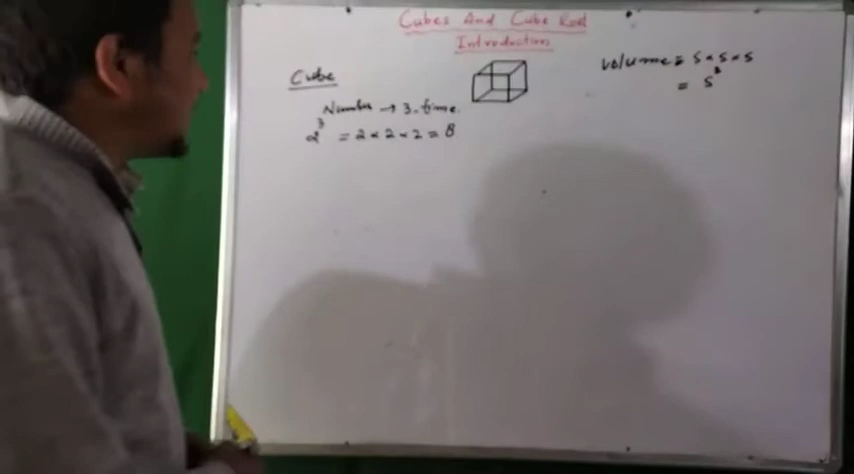 Cubes And Cube Root
Introduction
Cube
Number → 3-time.
2³ = 2 × 2 × 2 = 8
Volume = s × s × s
= s³